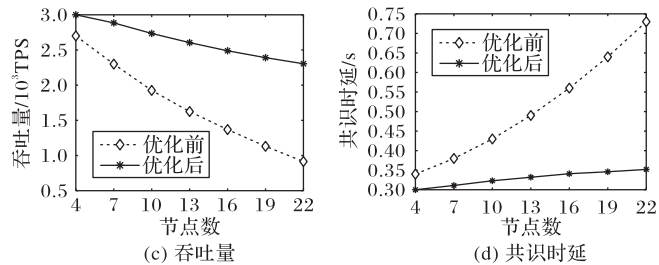 3.0
2.5
2.0
1.5
1.0
0.5
吞吐量/10³TPS
优化前
优化后
4 7 10 13 16 19 22
节点数
(c) 吞吐量
0.75
0.70
0.65
0.60
0.55
0.50
0.45
0.40
0.35
0.30
共识时延/s
优化前
优化后
4 7 10 13 16 19 22
节点数
(d) 共识时延